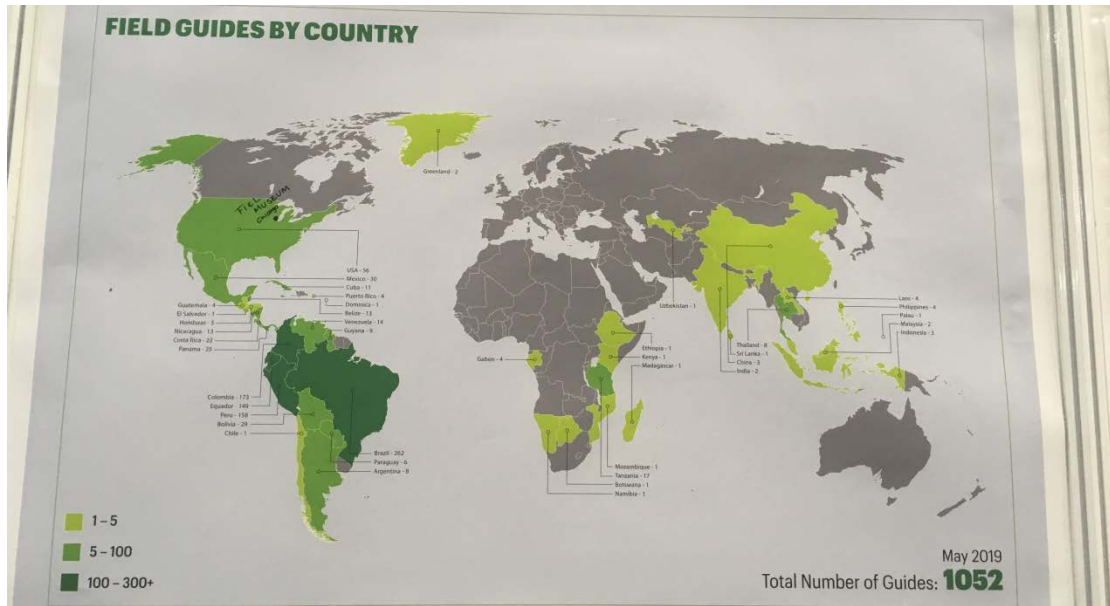 FIELD GUIDES BY COUNTRY
Greenland - 2
FIELD
MUSEUM
CHICAGO
USA - 56
Mexico - 30
Cuba - 11
Puerto Rico - 4
Dominica - 1
Belize - 13
Venezuela - 14
Guyana - 9
Guatemala - 4
El Salvador - 1
Honduras - 3
Nicaragua - 13
Costa Rica - 22
Panama - 25
Colombia - 173
Equador - 149
Peru - 158
Bolivia - 29
Chile - 1
Brazil - 262
Paraguay - 6
Argentina - 8
Gabon - 4
Ethiopia - 1
Kenya - 1
Madagascar - 1
Mozambique - 1
Tanzania - 17
Botswana - 1
Namibia - 1
Uzbekistan - 1
Laos - 4
Philippines - 4
Palau - 1
Malaysia - 2
Indonesia - 3
Thailand - 8
Sri Lanka - 1
China - 3
India - 2
1 – 5
5 – 100
100 – 300+
May 2019
Total Number of Guides: 1052